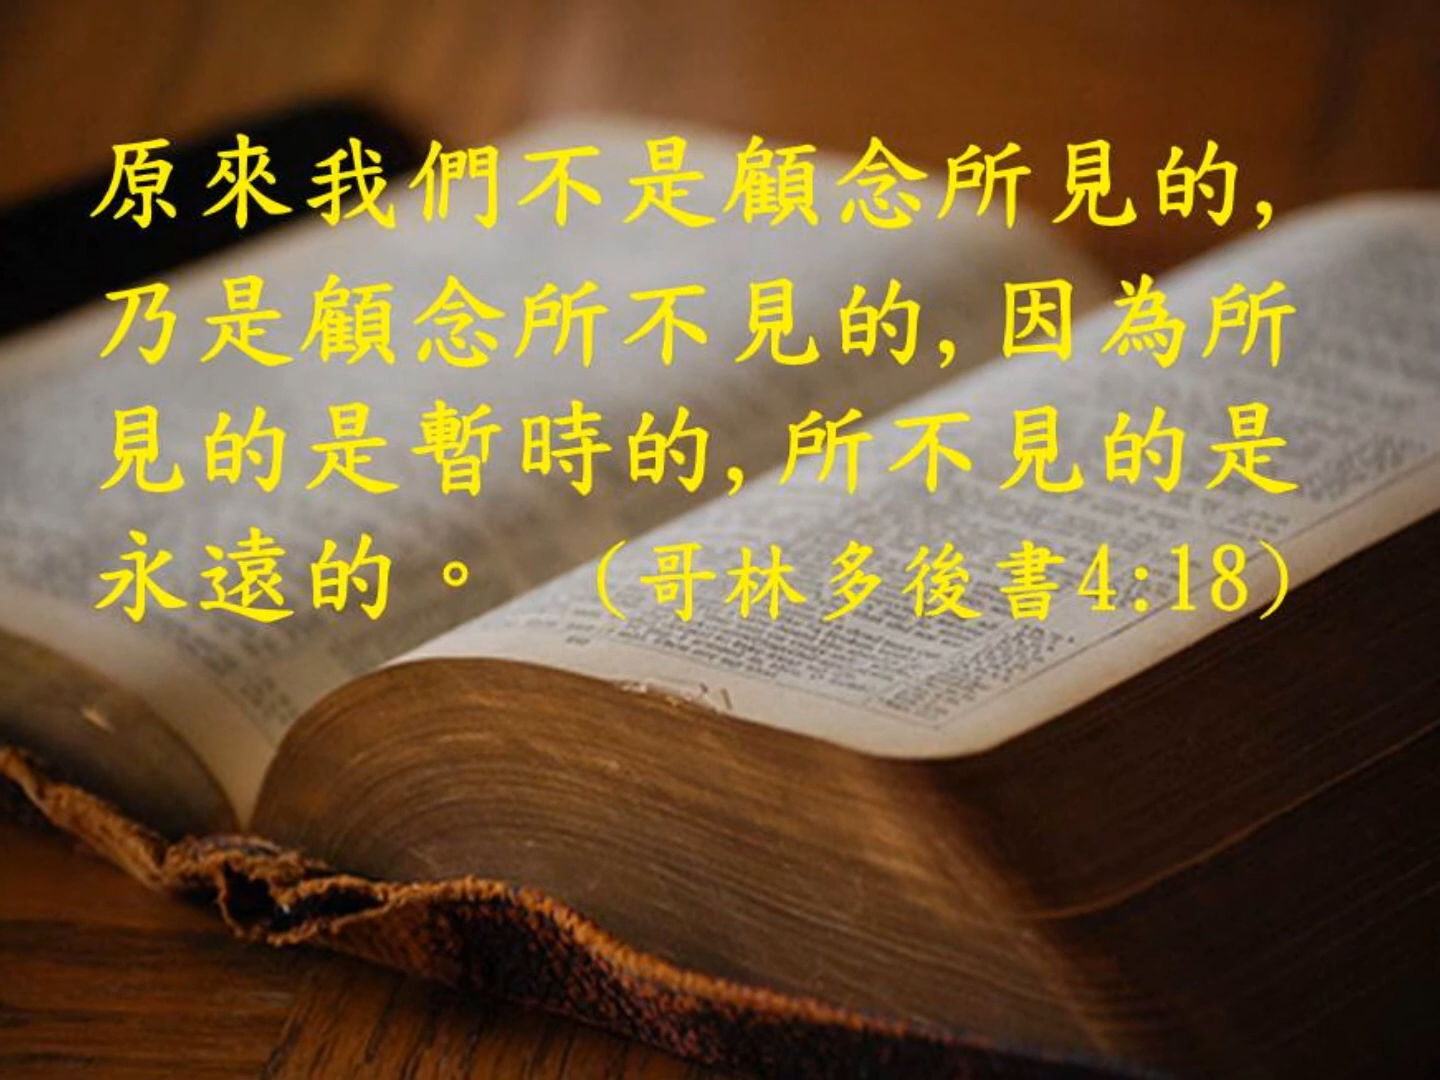 原來我們不是顧念所見的,
乃是顧念所不見的,因為所
見的是暫時的,所不見的是
永遠的。 (哥林多後書4:18)